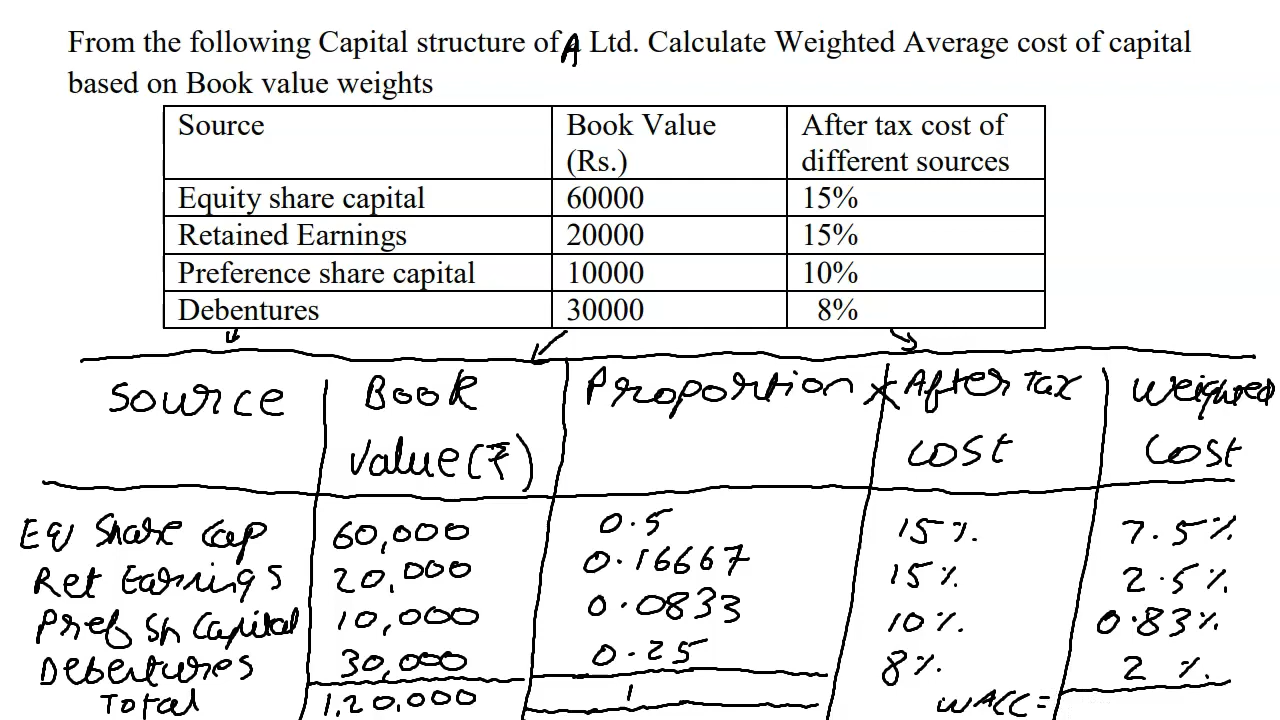 From the following Capital structure of A Ltd. Calculate Weighted Average cost of capital
based on Book value weights
Source Book Value (Rs.) After tax cost of different sources
Equity share capital 60000 15%
Retained Earnings 20000 15%
Preference share capital 10000 10%
Debentures 30000 8%
Source Book Value (₹) Proportion × After Tax Cost Weighted Cost
Eq Share Cap 60,000 0.5 15% 7.5%
Ret Earnings 20,000 0.16667 15% 2.5%
Pref Sh Capital 10,000 0.0833 10% 0.83%
Debentures 30,000 0.25 8% 2%
Total 1,20,000 1 WACC =